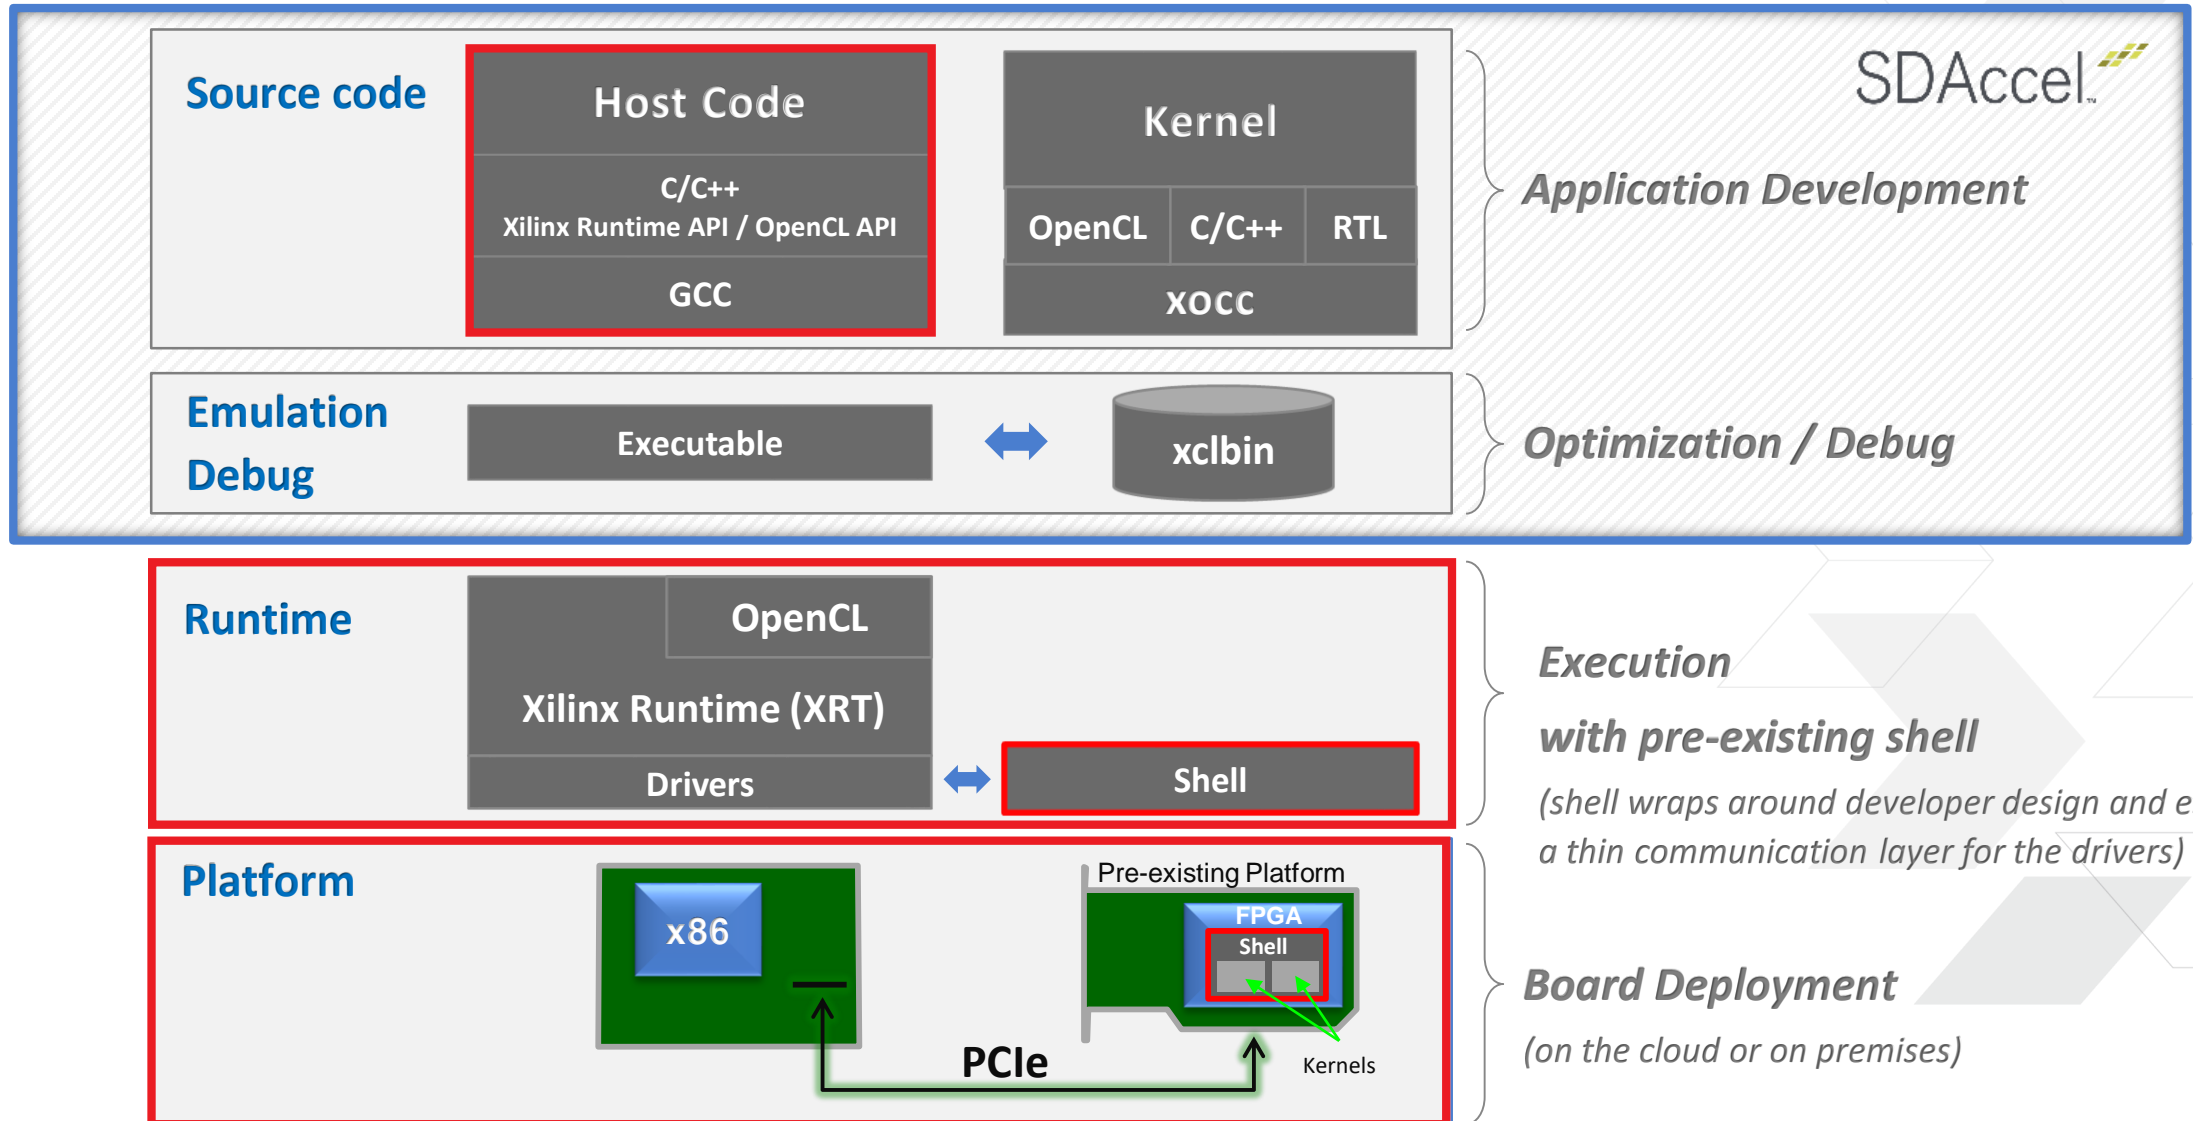 SDAccel™
Source code
Host Code
C/C++
Xilinx Runtime API / OpenCL API
GCC
Kernel
OpenCL C/C++ RTL
xocc
Application Development
Emulation
Debug
Executable
xclbin
Optimization / Debug
Runtime
OpenCL
Xilinx Runtime (XRT)
Drivers
Shell
Execution
with pre-existing shell
(shell wraps around developer design and
a thin communication layer for the drivers)
Platform
x86
Pre-existing Platform
FPGA
Shell
PCIe
Kernels
Board Deployment
(on the cloud or on premises)